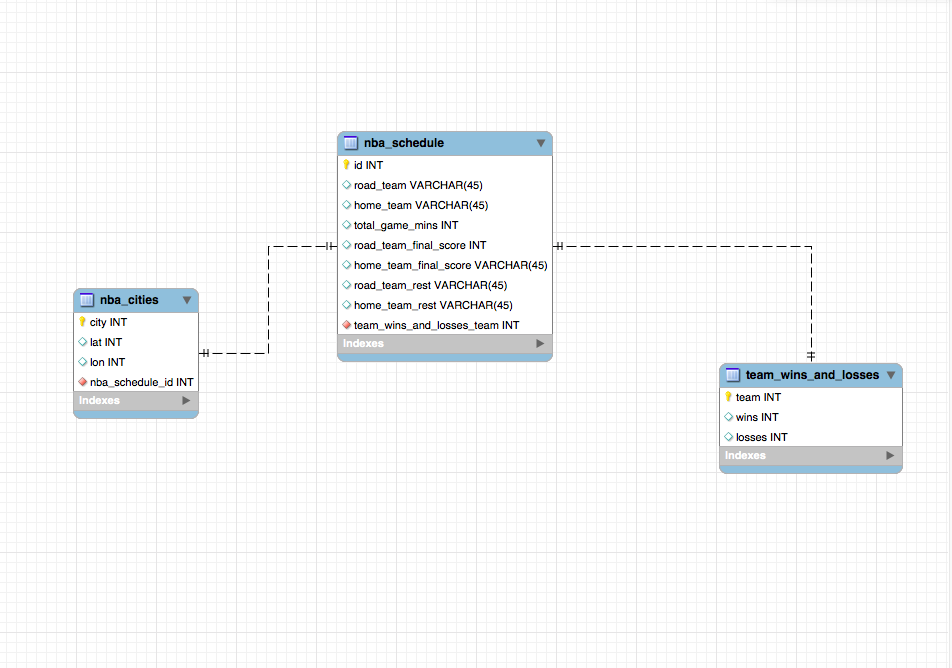 nba_schedule
id INT
road_team VARCHAR(45)
home_team VARCHAR(45)
total_game_mins INT
road_team_final_score INT
home_team_final_score VARCHAR(45)
road_team_rest VARCHAR(45)
home_team_rest VARCHAR(45)
team_wins_and_losses_team INT
Indexes
nba_cities
city INT
lat INT
lon INT
nba_schedule_id INT
Indexes
team_wins_and_losses
team INT
wins INT
losses INT
Indexes